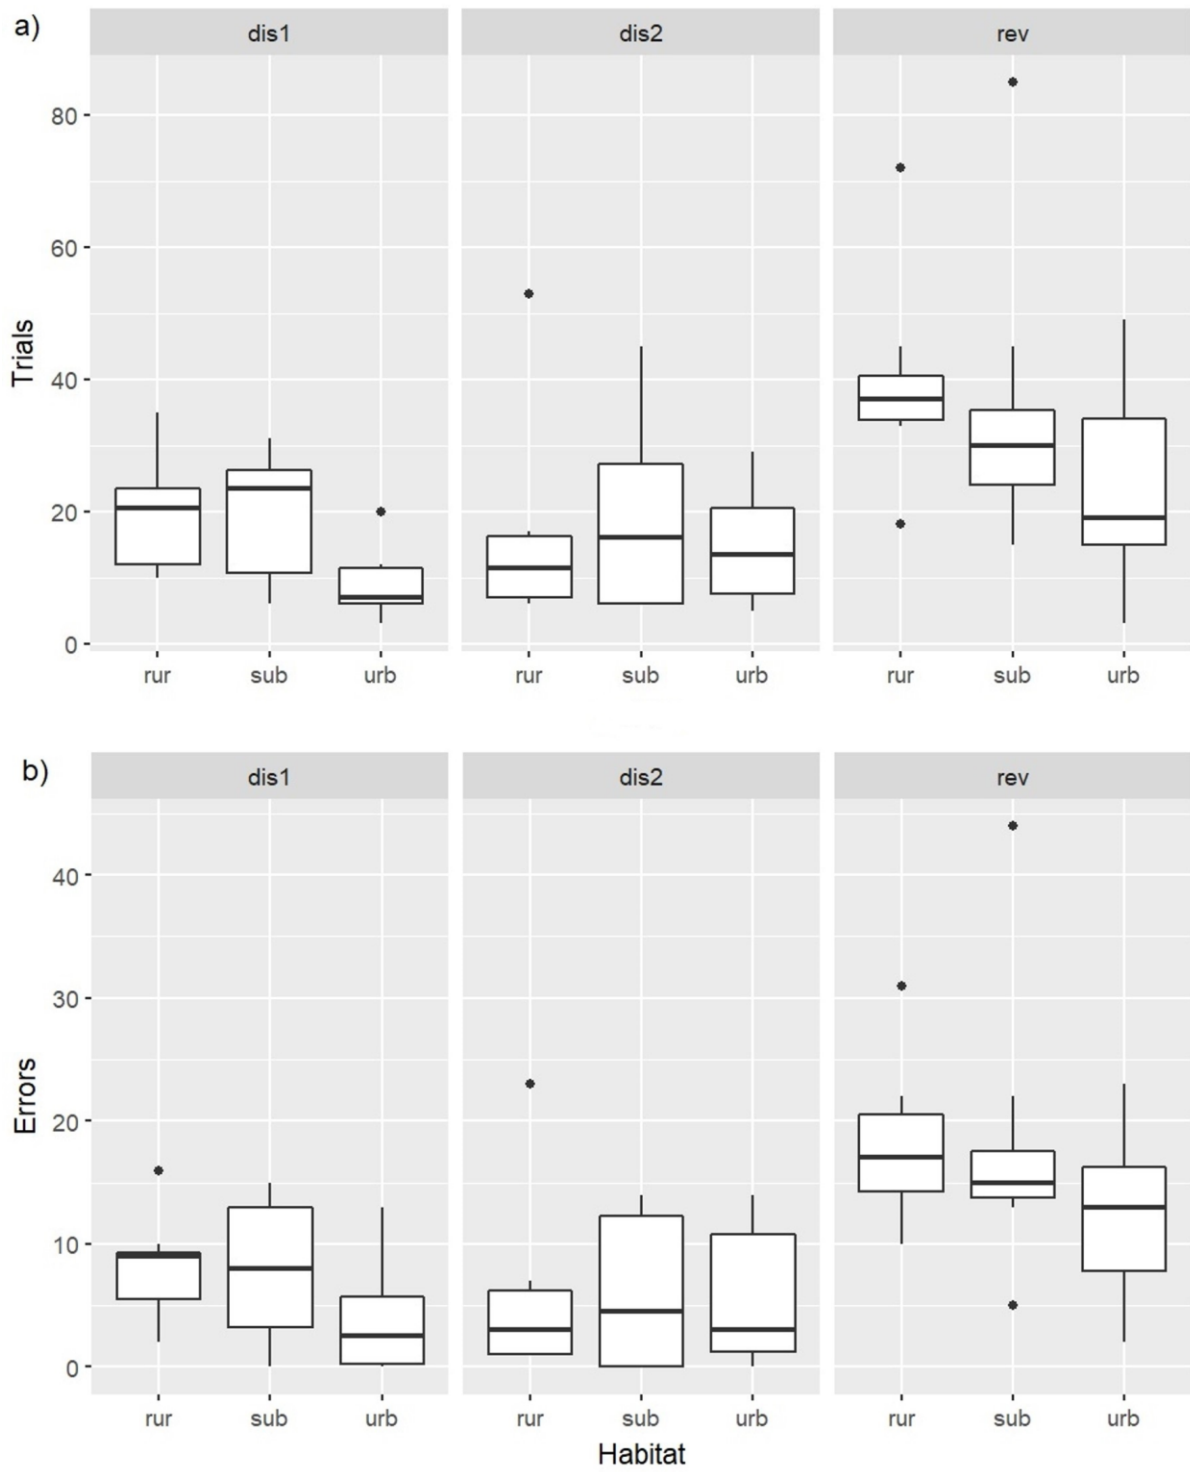 a)
dis1 dis2 rev
80
60
40
20
0
Trials
rur sub urb rur sub urb rur sub urb
b)
dis1 dis2 rev
40
30
20
10
0
Errors
rur sub urb rur sub urb rur sub urb
Habitat